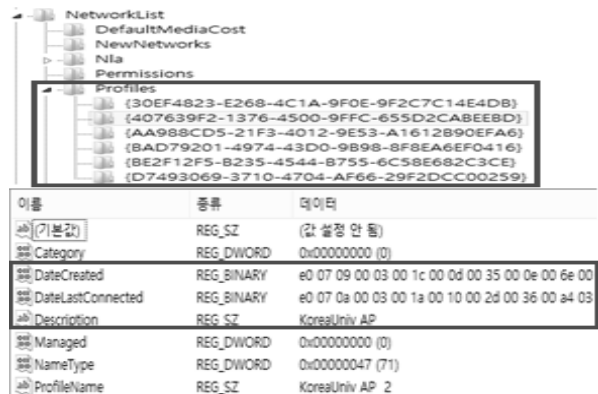 NetworkList
DefaultMediaCost
NewNetworks
Nla
Permissions
Profiles
{30EF4823-E268-4C1A-9F0E-9F2C7C14E4DB}
{407639F2-1376-4500-9FFC-655D2CABEEBD}
{AA988CD5-21F3-4012-9E53-A1612B90EFA6}
{BAD79201-4974-43D0-9B98-8F8EA6EF0416}
{BE2F12F5-B235-4544-B755-6C58E682C3CE}
{D7493069-3710-4704-AF66-29F2DCC00259}
이름 종류 데이터
(기본값) REG_SZ (값 설정 안 됨)
Category REG_DWORD 0x00000000 (0)
DateCreated REG_BINARY e0 07 09 00 03 00 1c 00 0d 00 35 00 0e 00 6e 00
DateLastConnected REG_BINARY e0 07 0a 00 03 00 1a 00 10 00 2d 00 36 00 a4 03
Description REG_SZ KoreaUniv AP
Managed REG_DWORD 0x00000000 (0)
NameType REG_DWORD 0x00000047 (71)
ProfileName REG_SZ KoreaUniv AP 2